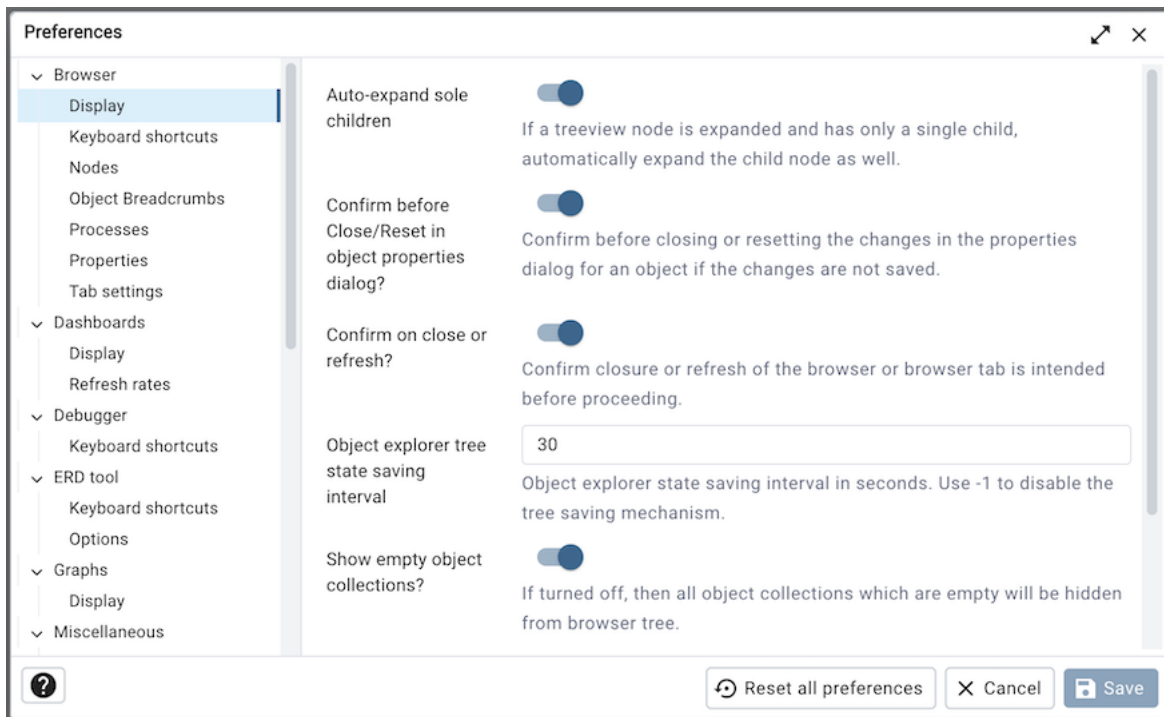 Preferences
Browser
Display
Keyboard shortcuts
Nodes
Object Breadcrumbs
Processes
Properties
Tab settings
Dashboards
Display
Refresh rates
Debugger
Keyboard shortcuts
ERD tool
Keyboard shortcuts
Options
Graphs
Display
Miscellaneous
Auto-expand sole
children
If a treeview node is expanded and has only a single child,
automatically expand the child node as well.
Confirm before
Close/Reset in
object properties
dialog?
Confirm before closing or resetting the changes in the properties
dialog for an object if the changes are not saved.
Confirm on close or
refresh?
Confirm closure or refresh of the browser or browser tab is intended
before proceeding.
Object explorer tree
state saving
interval
30
Object explorer state saving interval in seconds. Use -1 to disable the
tree saving mechanism.
Show empty object
collections?
If turned off, then all object collections which are empty will be hidden
from browser tree.
?
Reset all preferences
Cancel
Save